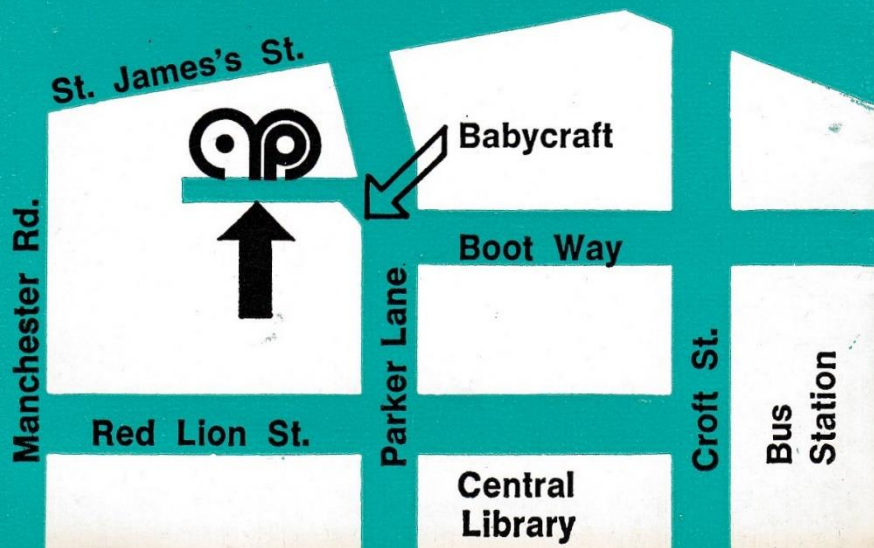 St. James's St.
ap
Babycraft
Manchester Rd.
Boot Way
Parker Lane
Croft St.
Bus
Station
Red Lion St.
Central
Library